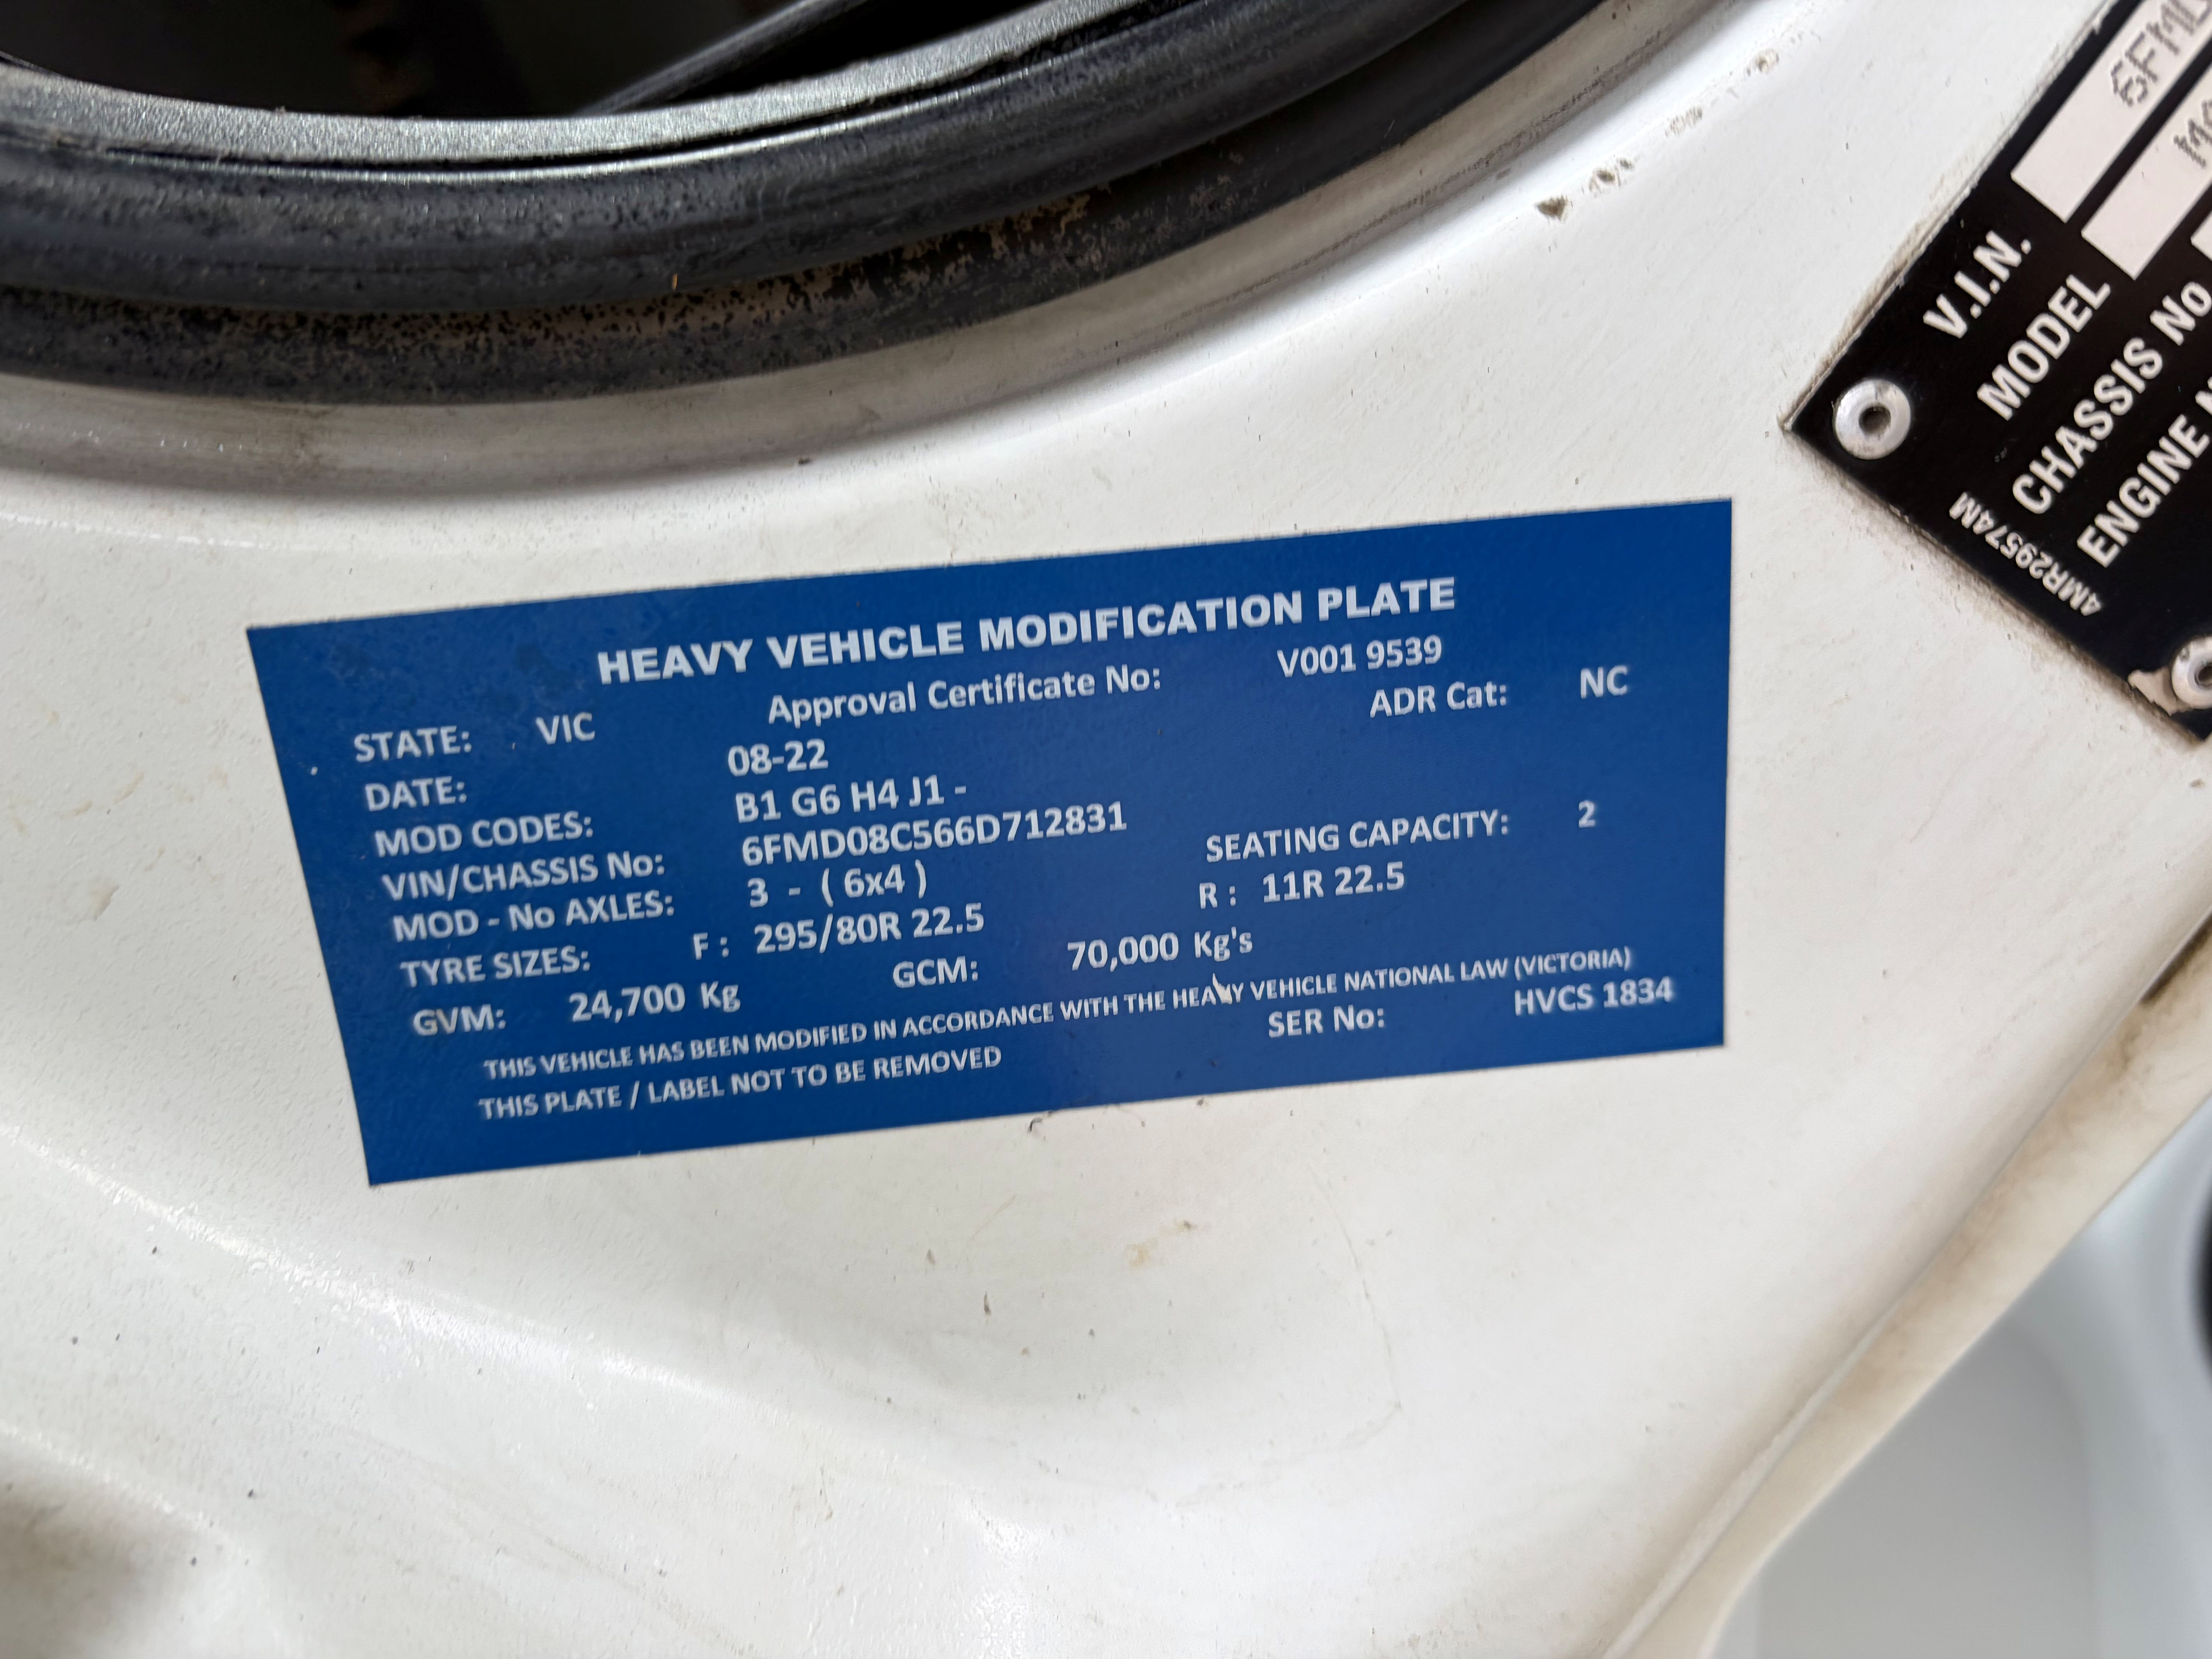 HEAVY VEHICLE MODIFICATION PLATE
STATE: VIC Approval Certificate No: V001 9539
DATE: 08-22 ADR Cat: NC
MOD CODES: B1 G6 H4 J1 -
VIN/CHASSIS No: 6FMD08C566D712831
MOD - No AXLES: 3 - ( 6x4 ) SEATING CAPACITY: 2
TYRE SIZES: F : 295/80R 22.5 R : 11R 22.5
GVM: 24,700 Kg GCM: 70,000 Kg's
THIS VEHICLE HAS BEEN MODIFIED IN ACCORDANCE WITH THE HEAVY VEHICLE NATIONAL LAW (VICTORIA)
THIS PLATE / LABEL NOT TO BE REMOVED SER No: HVCS 1834
V.I.N. 6FM
MODEL
CHASSIS No
ENGINE
4MR29574M